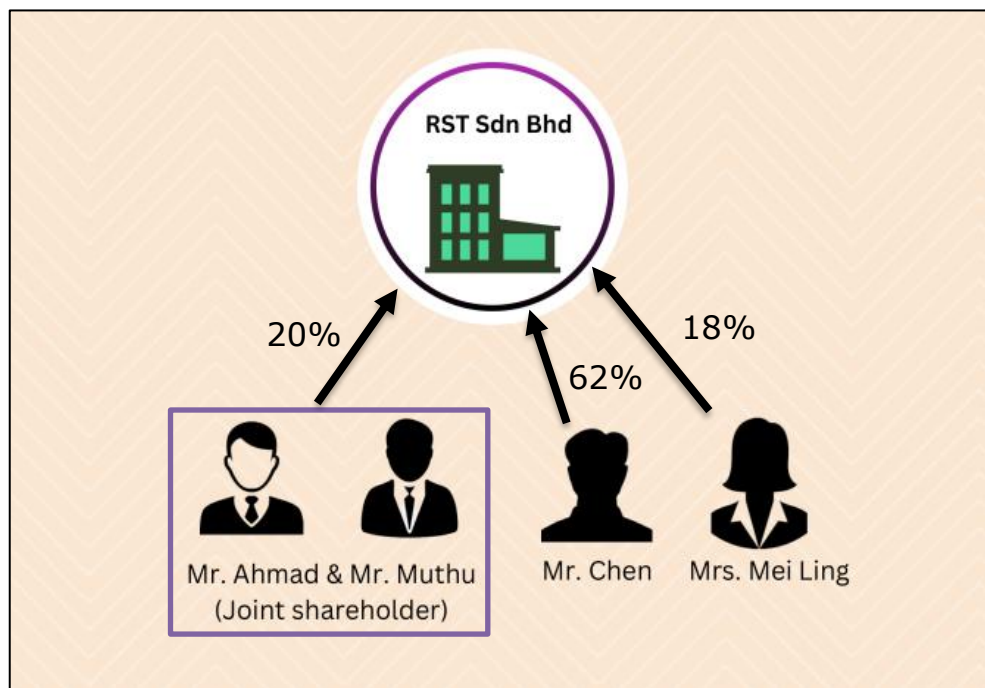 RST Sdn Bhd
20%
62%
18%
Mr. Ahmad & Mr. Muthu
(Joint shareholder)
Mr. Chen
Mrs. Mei Ling